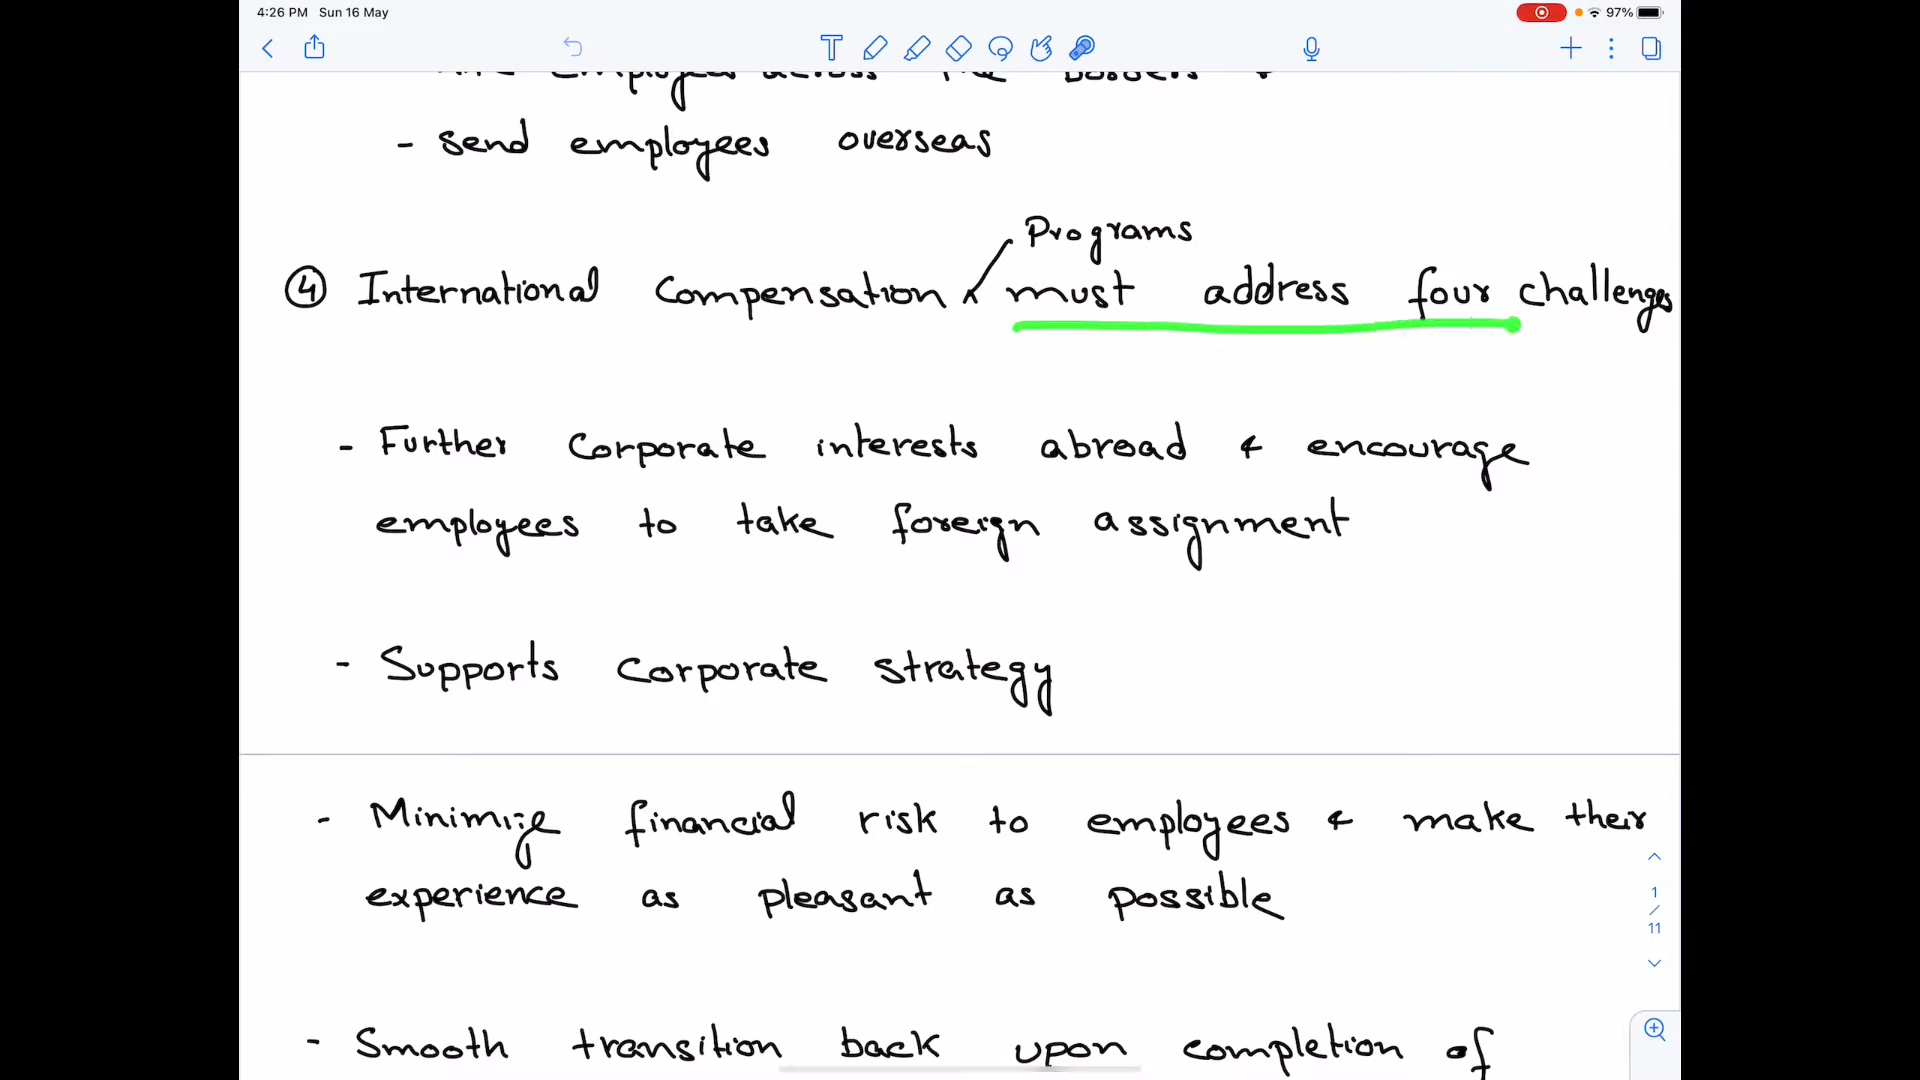 4:26 PM Sun 16 May
97%
employees across
- send employees overseas
Programs
④ International Compensation must address four challenges
- Further Corporate interests abroad & encourage
employees to take foreign assignment
- Supports Corporate strategy
- Minimize financial risk to employees & make their
experience as pleasant as possible
1
/
11
- Smooth transition back upon completion of